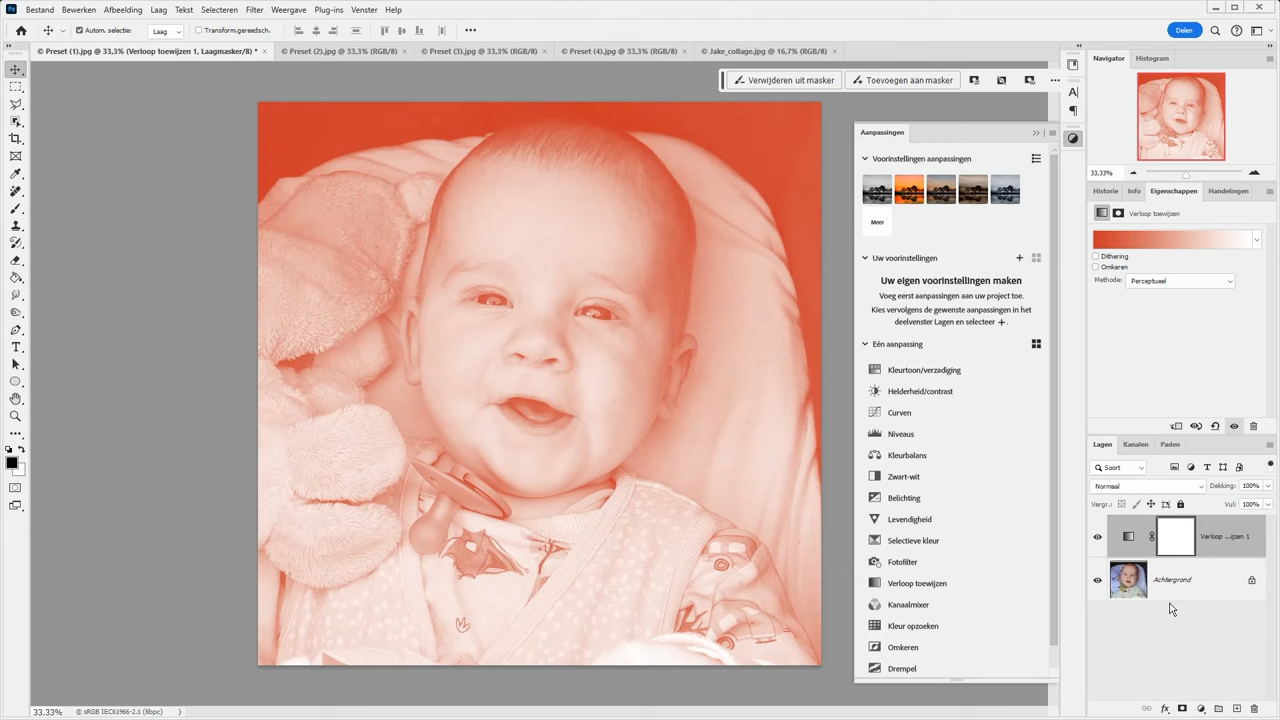 Ps Bestand Bewerken Afbeelding Laag Tekst Selecteren Filter Weergave Plug-ins Venster Help
Autom. selectie: Laag Transform.gereedsch. Delen
© Preset (1).jpg @ 33,3% (Verloop toewijzen 1, Laagmasker/8) * × © Preset (2).jpg @ 33,3% (RGB/8) × © Preset (3).jpg @ 33,3% (RGB/8) × © Preset (4).jpg @ 33,3% (RGB/8) × © Jake_collage.jpg @ 16,7% (RGB/8) ×
Verwijderen uit masker Toevoegen aan masker
Aanpassingen
Voorinstellingen aanpassingen
Meer
Uw voorinstellingen
Uw eigen voorinstellingen maken
Voeg eerst aanpassingen aan uw project toe.
Kies vervolgens de gewenste aanpassingen in het
deelvenster Lagen en selecteer + .
Eén aanpassing
Kleurtoon/verzadiging
Helderheid/contrast
Curven
Niveaus
Kleurbalans
Zwart-wit
Belichting
Levendigheid
Selectieve kleur
Fotofilter
Verloop toewijzen
Kanaalmixer
Kleur opzoeken
Omkeren
Drempel
Navigator Histogram
33.33%
Historie Info Eigenschappen Handelingen
Verloop toewijzen
Dithering
Omkeren
Methode: Perceptueel
Lagen Kanalen Paden
Soort
Normaal Dekking: 100%
Vergr.: Vul: 100%
Verloop ...ijzen 1
Achtergrond
33.33% © sRGB IEC61966-2.1 (8bpc)